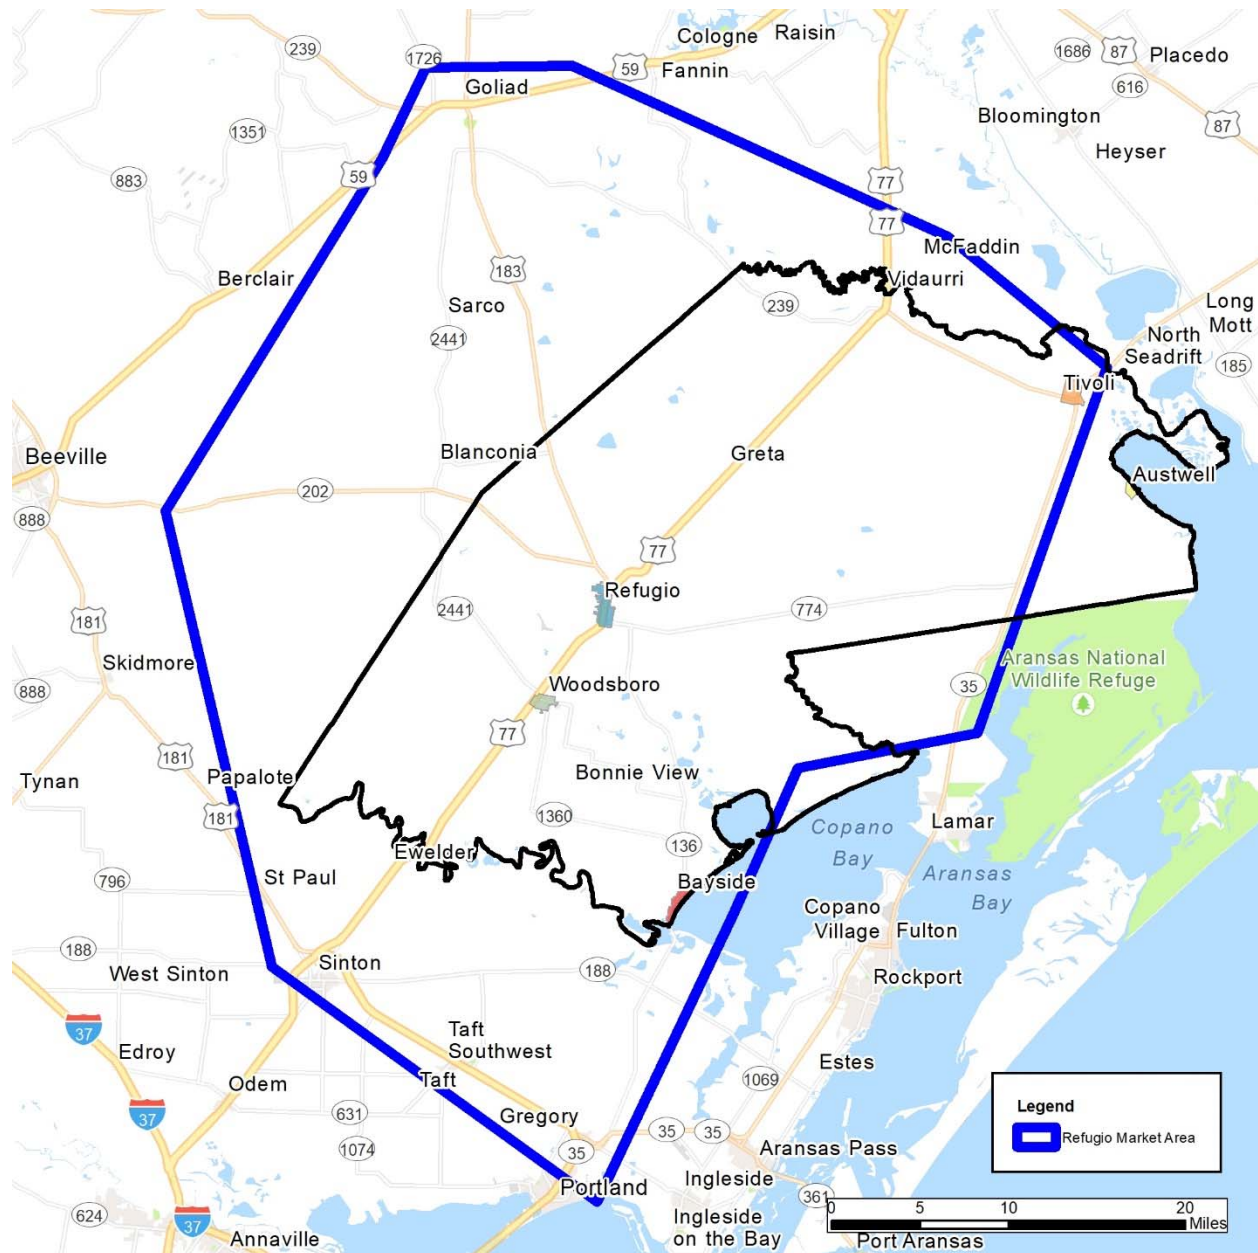 Cologne
Raisin
239
1726
1686
87
Placedo
59
Fannin
Goliad
616
Bloomington
87
1351
Heyser
883
59
77
77
McFaddin
Berclair
183
Vidaurri
Sarco
239
Long
Mott
2441
North
Seadrift
185
Tivoli
Beeville
Blanconia
Greta
Austwell
202
888
77
Refugio
181
2441
774
Skidmore
Aransas National
Wildlife Refuge
888
Woodsboro
35
77
181
Tynan
Papalote
Bonnie View
181
1360
Copano
Bay
Lamar
Ewelder
136
796
St Paul
Bayside
Aransas
Bay
Copano
Village
Fulton
188
West Sinton
Sinton
188
Rockport
37
Edroy
Taft
Southwest
Estes
Odem
Taft
1069
37
631
Gregory
Legend
Refugio Market Area
1074
35
35
35
Aransas Pass
Portland
Ingleside
361
624
37
Annaville
Ingleside
on the Bay
0 5 10 20
Miles
Port Aransas